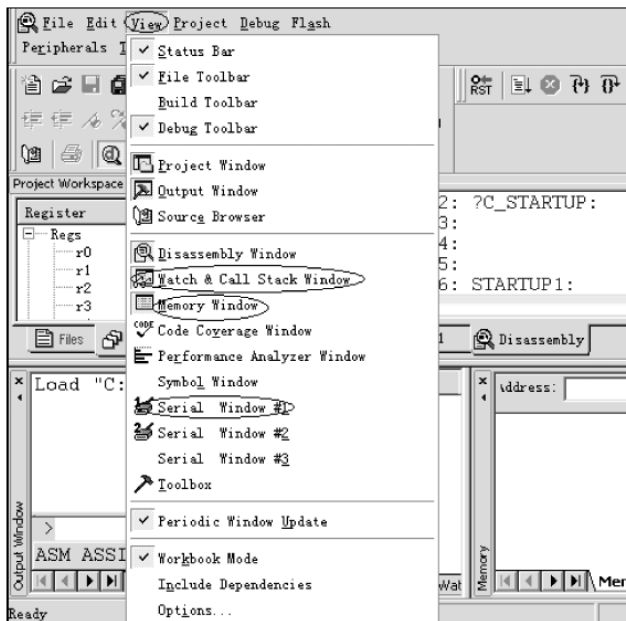 File Edit View Project Debug Flash
Peripherals
Status Bar
File Toolbar
Build Toolbar
Debug Toolbar
RST
Project Window
Output Window
Source Browser
Project Workspace
Register
Regs
r0
r1
r2
r3
Files
2: ?C_STARTUP:
3:
4:
5:
6: STARTUP1:
Disassembly
Disassembly Window
Watch & Call Stack Window
Memory Window
CODE Code Coverage Window
Performance Analyzer Window
Symbol Window
Serial Window #1
Serial Window #2
Serial Window #3
Toolbox
Periodic Window Update
Workbook Mode
Include Dependencies
Options...
Load "C:
>
ASM ASSI
Output Window
Ready
Address:
Memory